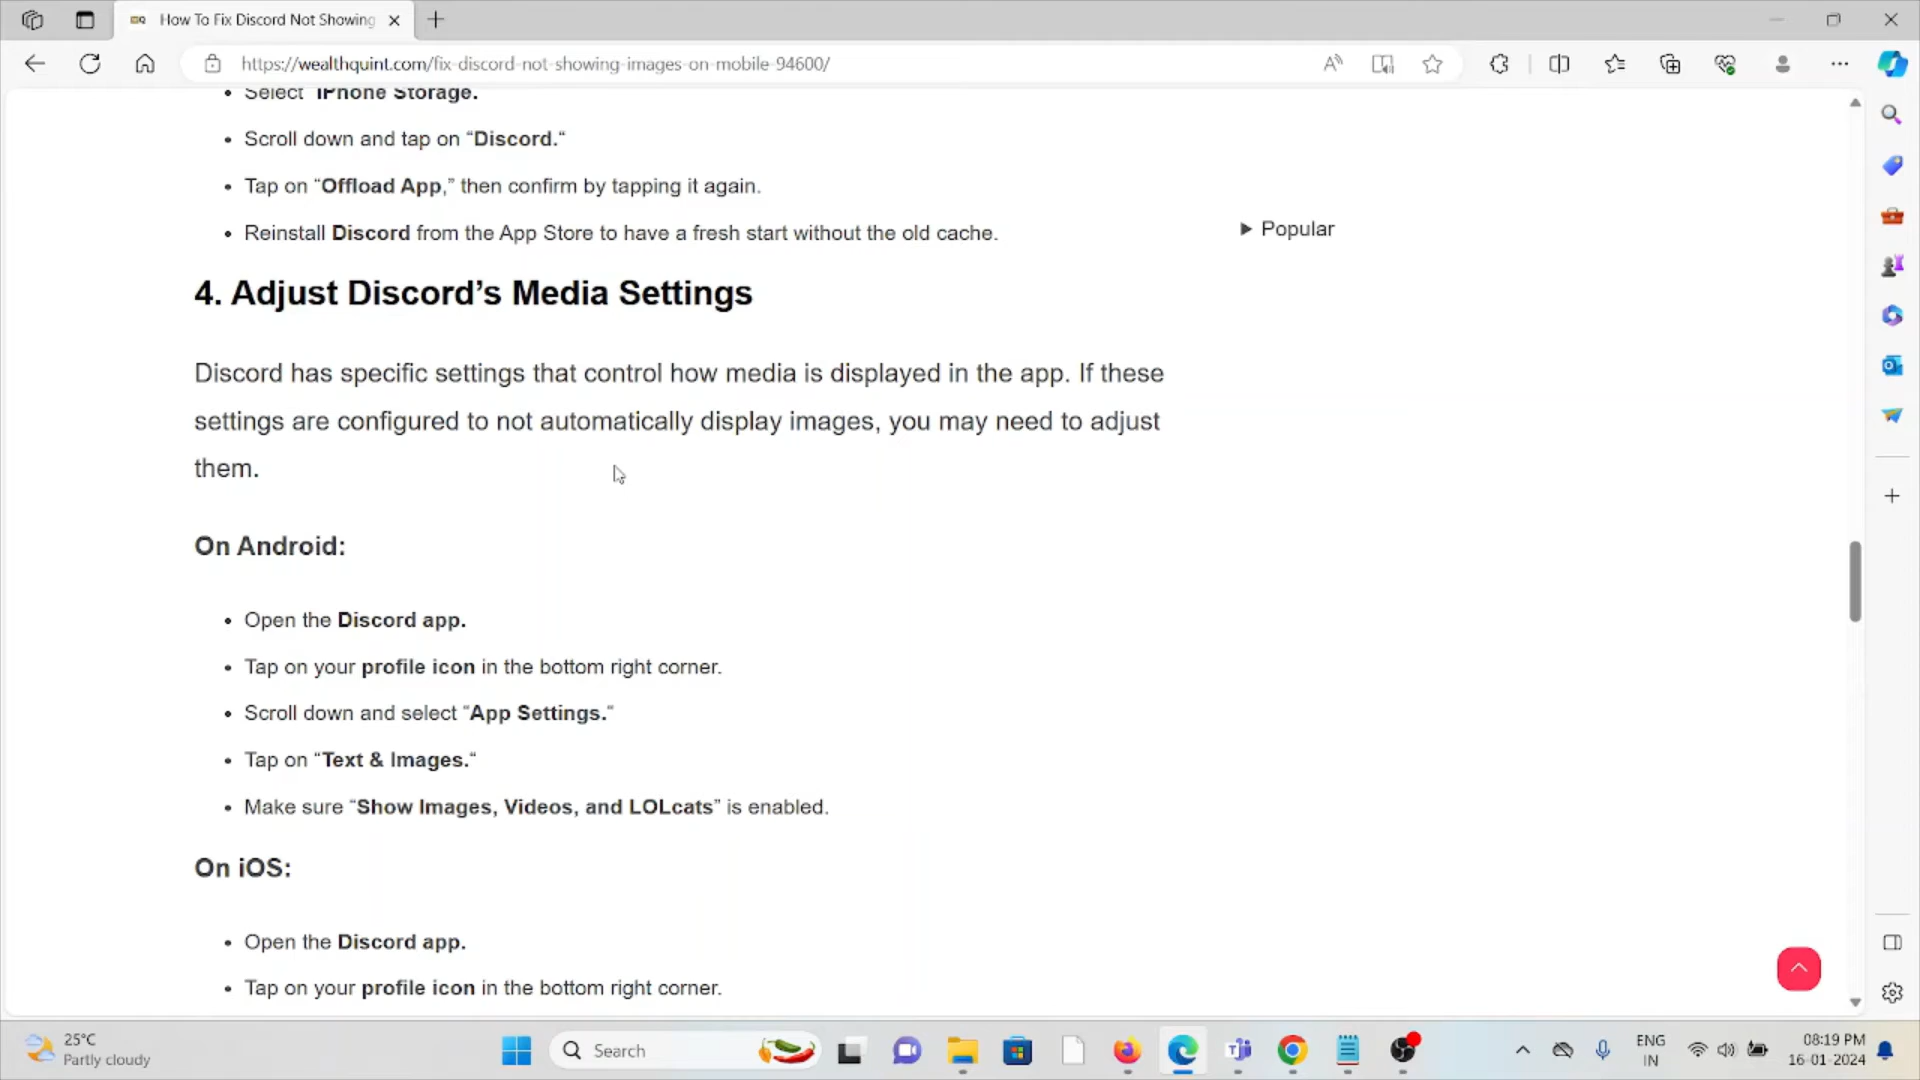 How To Fix Discord Not Showing
https://wealthquint.com/fix-discord-not-showing-images-on-mobile-94600/
• Select “iPhone Storage.
• Scroll down and tap on “Discord.“
• Tap on “Offload App,” then confirm by tapping it again.
• Reinstall Discord from the App Store to have a fresh start without the old cache.
▶ Popular
4. Adjust Discord’s Media Settings
Discord has specific settings that control how media is displayed in the app. If these
settings are configured to not automatically display images, you may need to adjust
them.
On Android:
• Open the Discord app.
• Tap on your profile icon in the bottom right corner.
• Scroll down and select “App Settings.“
• Tap on “Text & Images.“
• Make sure “Show Images, Videos, and LOLcats” is enabled.
On iOS:
• Open the Discord app.
• Tap on your profile icon in the bottom right corner.
25°C
Partly cloudy
Search
ENG
IN
08:19 PM
16-01-2024